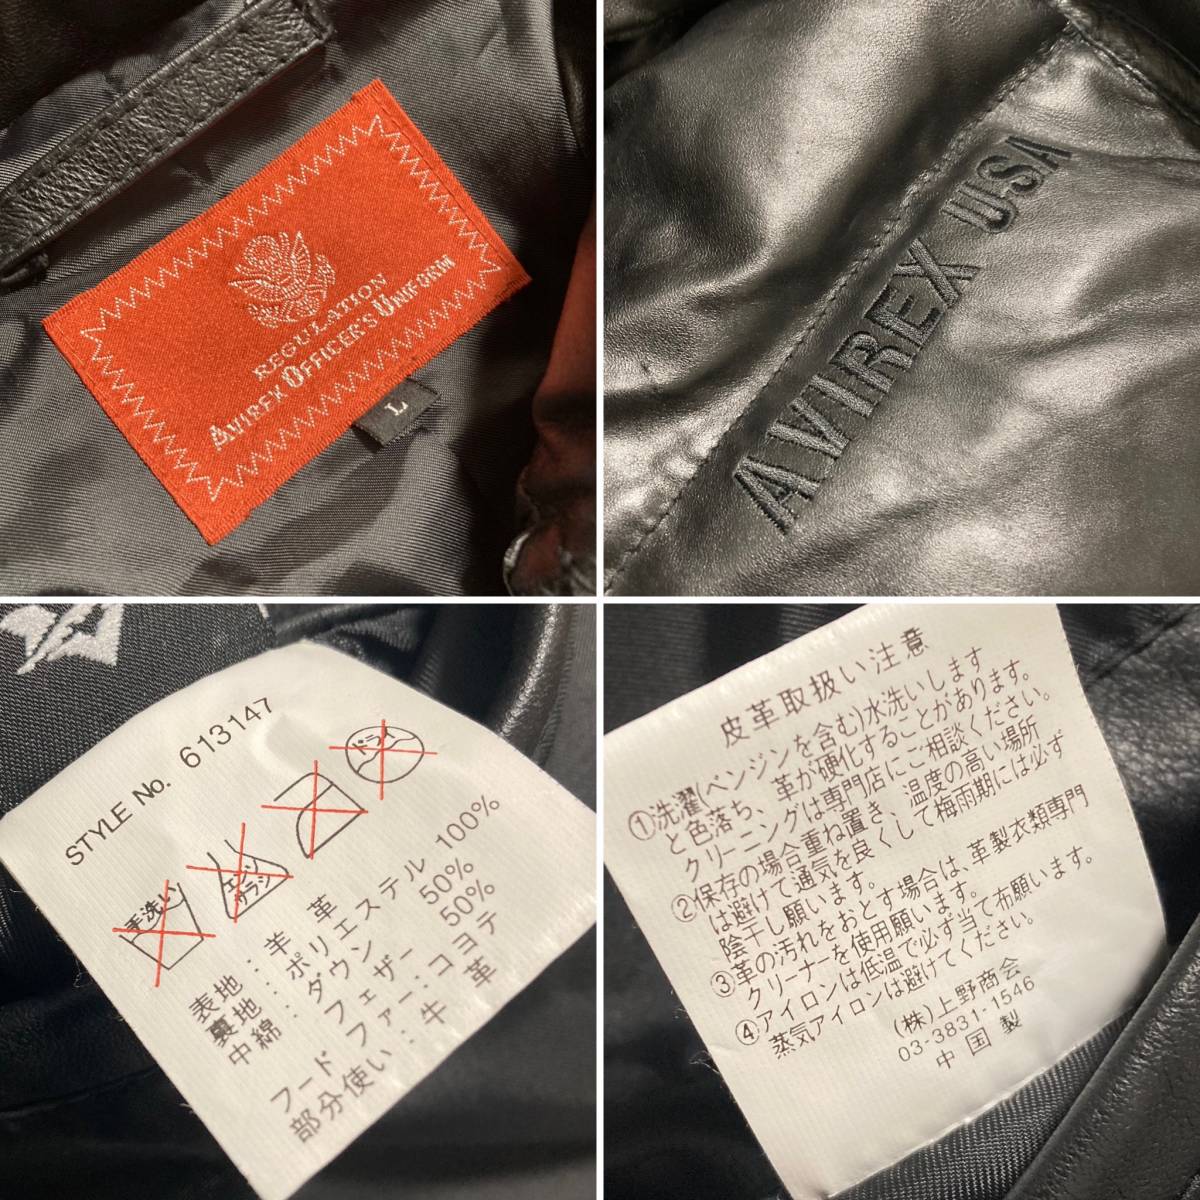 REGULATION
AVIREX OFFICER'S UNIFORM
L
AVIREX USA
STYLE No. 613147
手洗い
エンソ
サラシ
ドライ
表地：羊革
裏地：ポリエステル 100%
中綿：ダウン 50%
フェザー 50%
フードファー：コヨテ
部分使い：牛革
皮革取扱い注意
①洗濯(ベンジンを含む)水洗いします
と色落ち、革が硬化することがあります。
クリーニングは専門店にご相談ください。
②保存の場合重ね置き、温度の高い場所
は避けて通気を良くして梅雨期には必ず
陰干し願います。
③革の汚れをおとす場合は、革製衣類専門
クリーナーを使用願います。
④アイロンは低温で必ず当て布願います。
蒸気アイロンは避けてください。
(株)上野商会
03-3831-1546
中国製